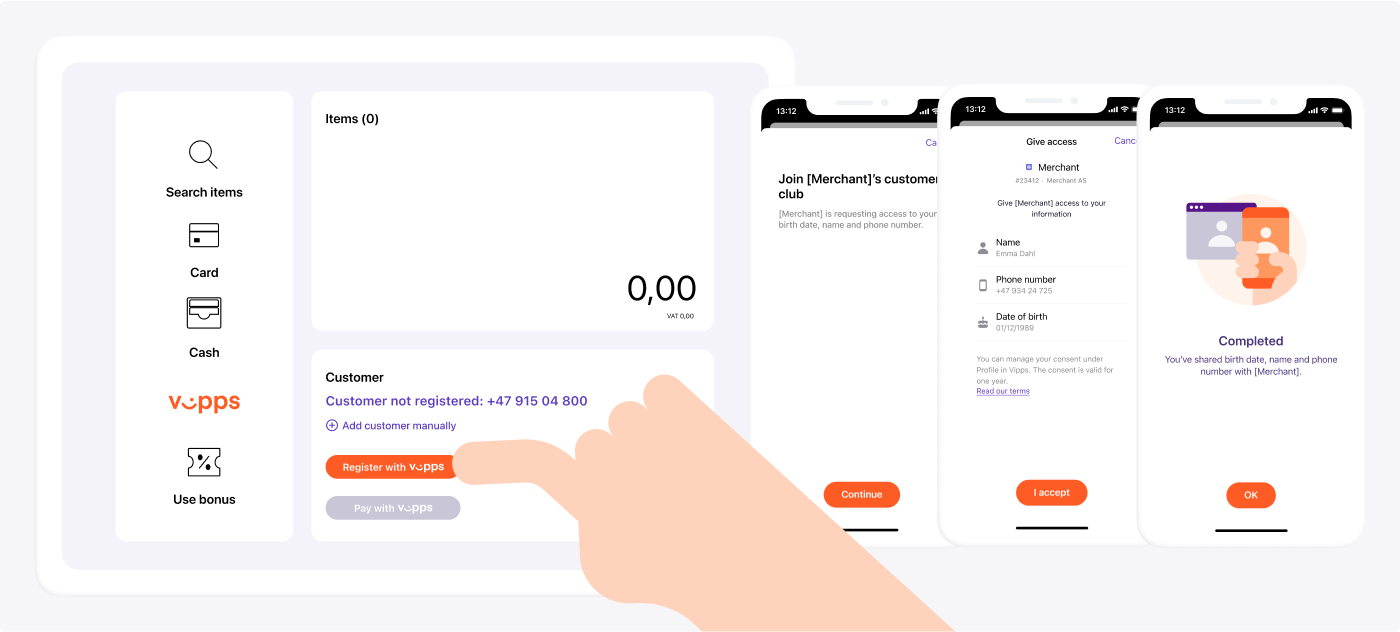 Search items
Card
Cash
vipps
Use bonus
Items (0)
0,00
VAT 0,00
Customer
Customer not registered: +47 915 04 800
Add customer manually
Register with vipps
Pay with vipps
13:12
Ca
Join [Merchant]'s customer
club
[Merchant] is requesting access to your
birth date, name and phone number.
Continue
13:12
Give access
Canc
Merchant
#23412 · Merchant AS
Give [Merchant] access to your
information
Name
Emma Dahl
Phone number
+47 934 24 725
Date of birth
01/12/1989
You can manage your consent under
Profile in Vipps. The consent is valid for
one year.
Read our terms
I accept
13:12
Completed
You've shared birth date, name and phone
number with [Merchant].
OK